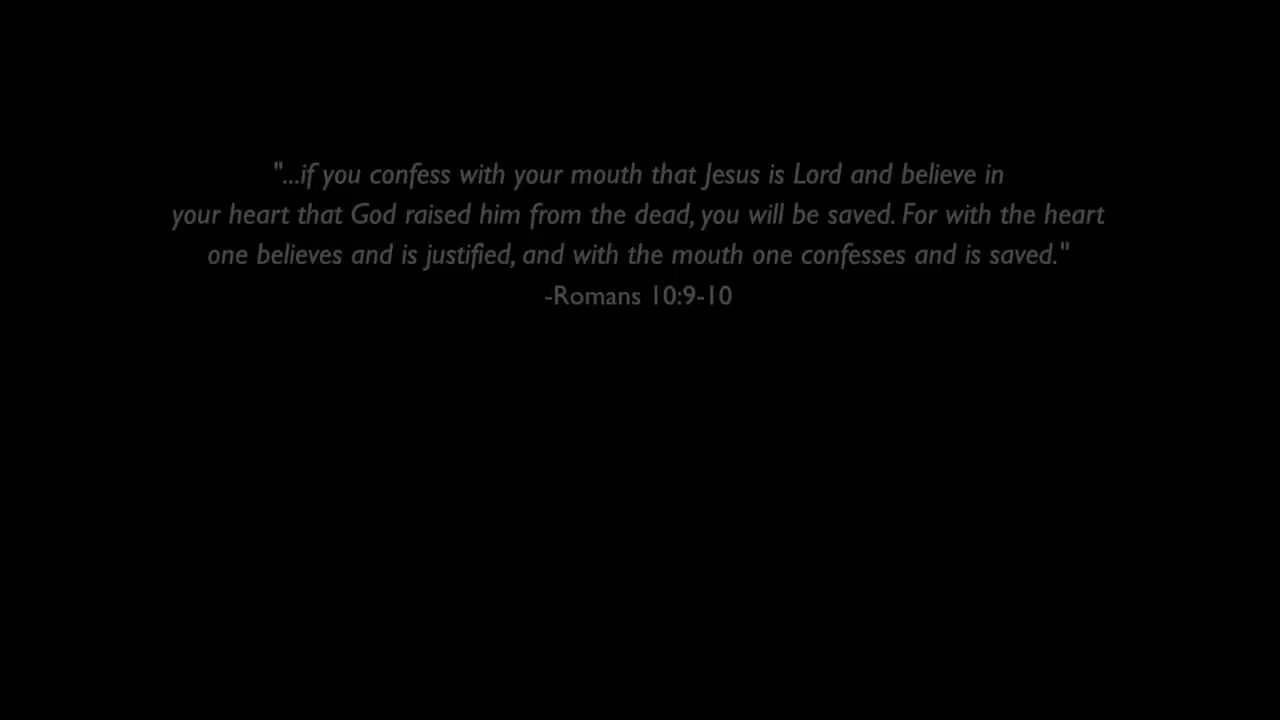 "...if you confess with your mouth that Jesus is Lord and believe in
your heart that God raised him from the dead, you will be saved. For with the heart
one believes and is justified, and with the mouth one confesses and is saved."
-Romans 10:9-10